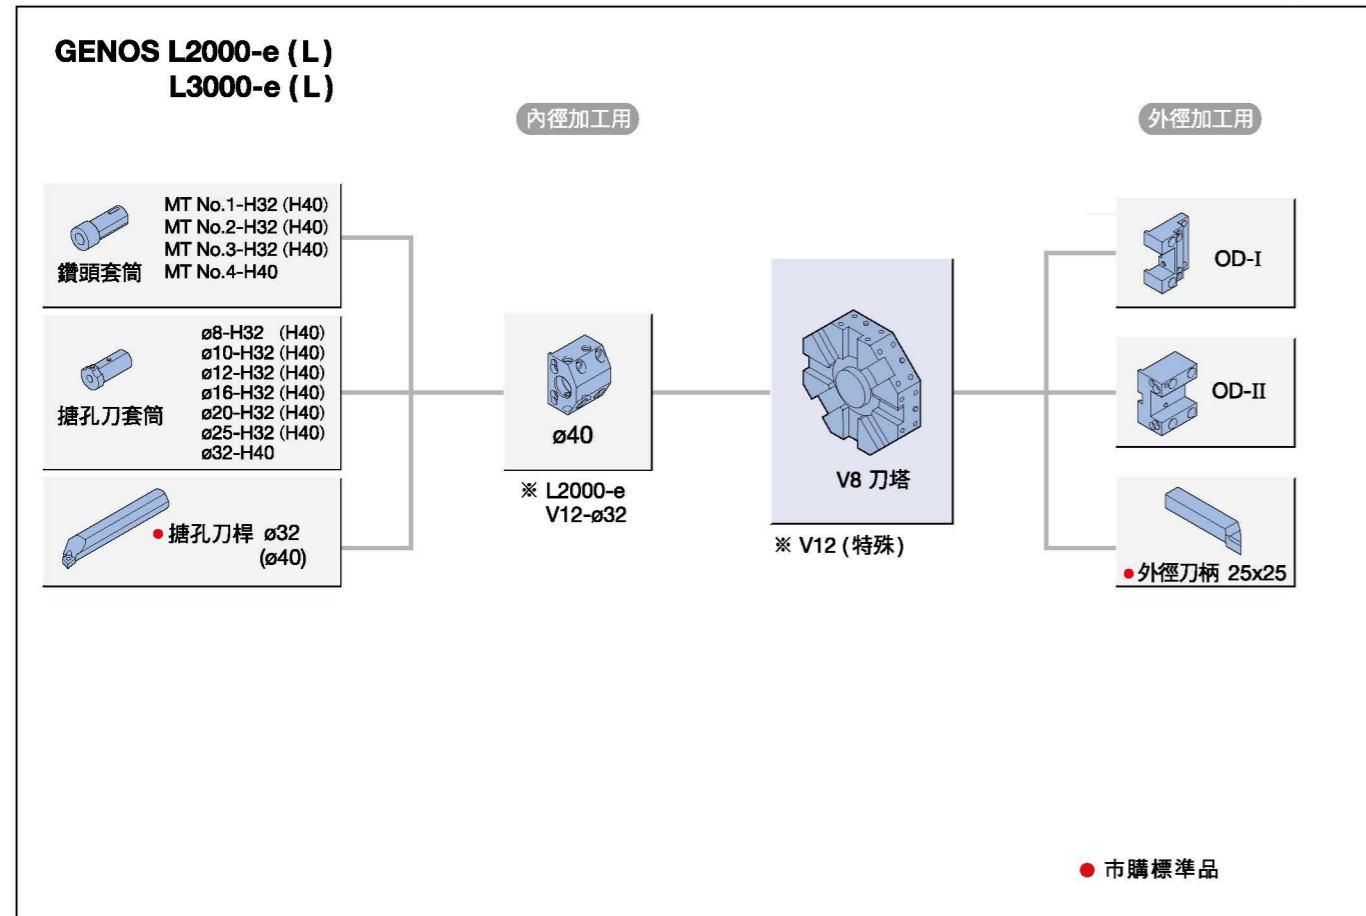 GENOS L2000-e (L)
L3000-e (L)
內徑加工用
外徑加工用
MT No.1-H32 (H40)
MT No.2-H32 (H40)
MT No.3-H32 (H40)
MT No.4-H40
鑽頭套筒
ø8-H32 (H40)
ø10-H32 (H40)
ø12-H32 (H40)
ø16-H32 (H40)
ø20-H32 (H40)
ø25-H32 (H40)
ø32-H40
搪孔刀套筒
● 搪孔刀桿 ø32
(ø40)
ø40
※ L2000-e
V12-ø32
V8 刀塔
※ V12 (特殊)
OD-I
OD-II
● 外徑刀柄 25x25
● 市購標準品